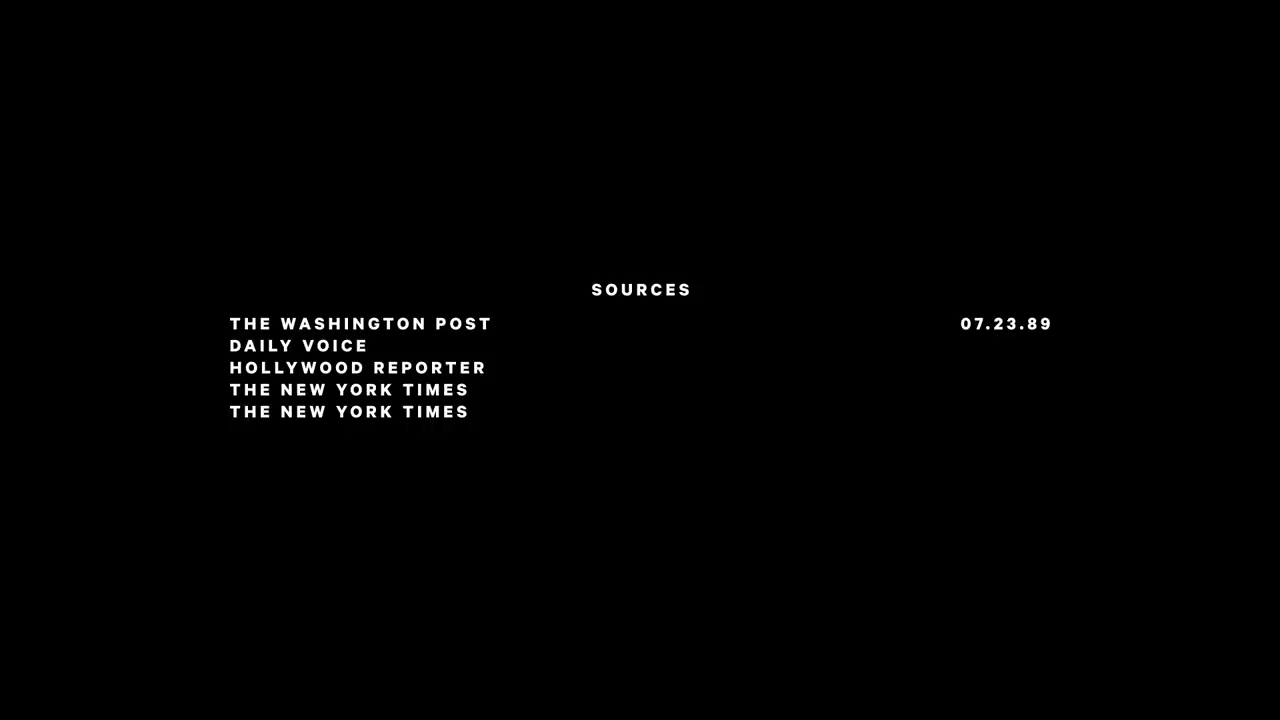 SOURCES
THE WASHINGTON POST 07.23.89
DAILY VOICE
HOLLYWOOD REPORTER
THE NEW YORK TIMES
THE NEW YORK TIMES